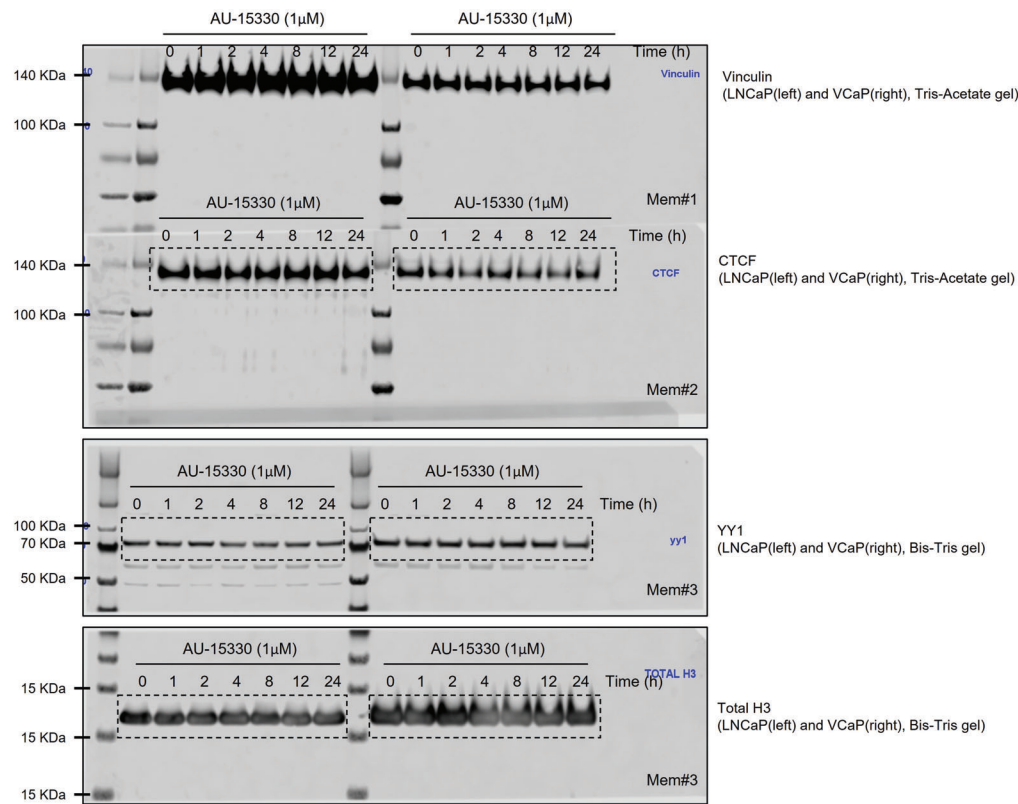 AU-15330 (1µM)
AU-15330 (1µM)
0 1 2 4 8 12 24
0 1 2 4 8 12 24
Time (h)
140 KDa
Vinculin
Vinculin
(LNCaP(left) and VCaP(right), Tris-Acetate gel)
100 KDa
Mem#1
AU-15330 (1µM)
AU-15330 (1µM)
0 1 2 4 8 12 24
0 1 2 4 8 12 24
Time (h)
140 KDa
CTCF
CTCF
(LNCaP(left) and VCaP(right), Tris-Acetate gel)
100 KDa
Mem#2
AU-15330 (1µM)
AU-15330 (1µM)
0 1 2 4 8 12 24
0 1 2 4 8 12 24
Time (h)
100 KDa
70 KDa
yy1
YY1
(LNCaP(left) and VCaP(right), Bis-Tris gel)
50 KDa
Mem#3
AU-15330 (1µM)
AU-15330 (1µM)
0 1 2 4 8 12 24
0 1 2 4 8 12 24
Time (h)
TOTAL H3
15 KDa
Total H3
(LNCaP(left) and VCaP(right), Bis-Tris gel)
15 KDa
Mem#3
15 KDa